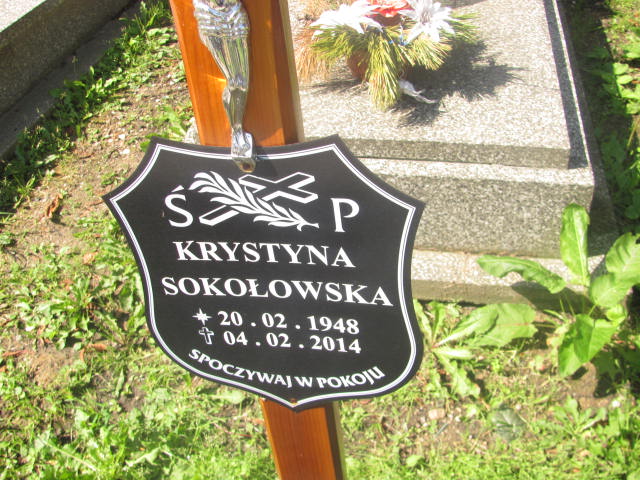 Ś P
KRYSTYNA
SOKOŁOWSKA
20.02.1948
04.02.2014
SPOCZYWAJ W POKOJU